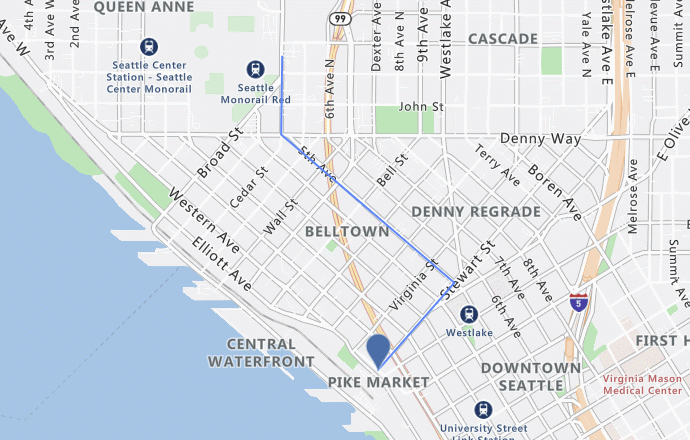 QUEEN ANNE
4th Ave
3rd Ave W
2nd Ave
Ave W
99
Dexter Ave
8th Ave N
9th Ave
Westlake Ave
6th Ave N
CASCADE
Yale Ave N
Melrose Ave E
Bellevue Ave E
Summit Ave
Seattle Center
Station - Seattle
Center Monorail
Seattle
Monorail Red
John St
Denny Way
E Olive
Broad St
Cedar St
Wall St
5th Ave
Bell St
Terry Ave
Boren Ave
Melrose Ave
Western Ave
Elliott Ave
BELLTOWN
DENNY REGRADE
Virginia St
Stewart St
7th Ave
8th Ave
6th Ave
Summit Ave
5
Westlake
CENTRAL
WATERFRONT
PIKE MARKET
DOWNTOWN
SEATTLE
FIRST H
Virginia Mason
Medical Center
University Street
Link Station